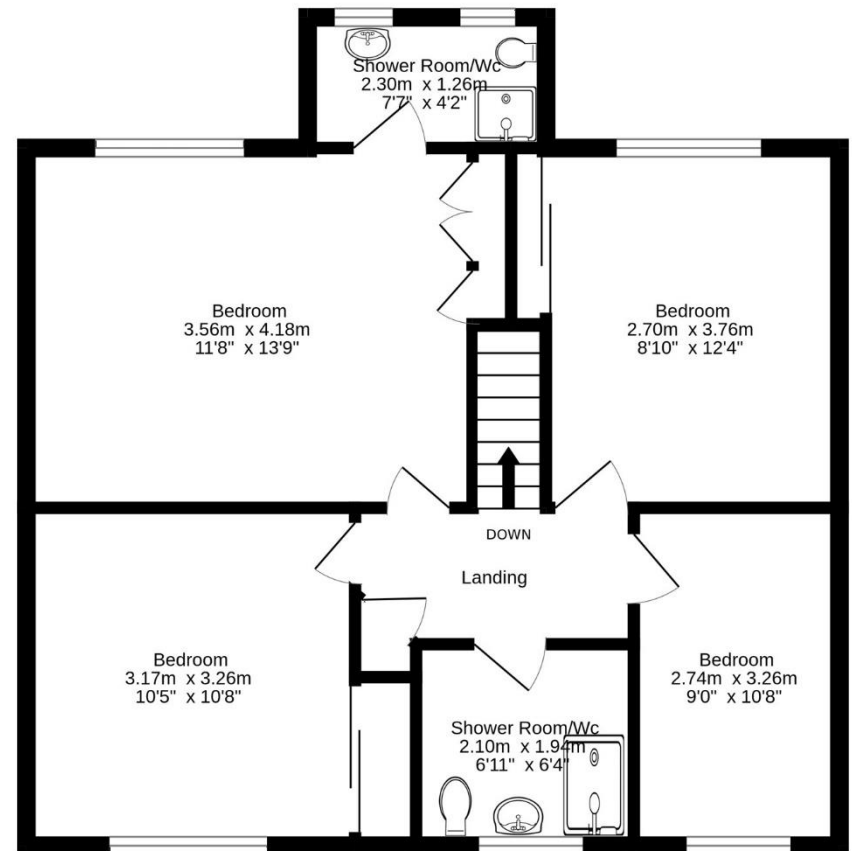 Shower Room/Wc
2.30m x 1.26m
7'7" x 4'2"
Bedroom
3.56m x 4.18m
11'8" x 13'9"
Bedroom
2.70m x 3.76m
8'10" x 12'4"
DOWN
Landing
Bedroom
3.17m x 3.26m
10'5" x 10'8"
Shower Room/Wc
2.10m x 1.94m
6'11" x 6'4"
Bedroom
2.74m x 3.26m
9'0" x 10'8"